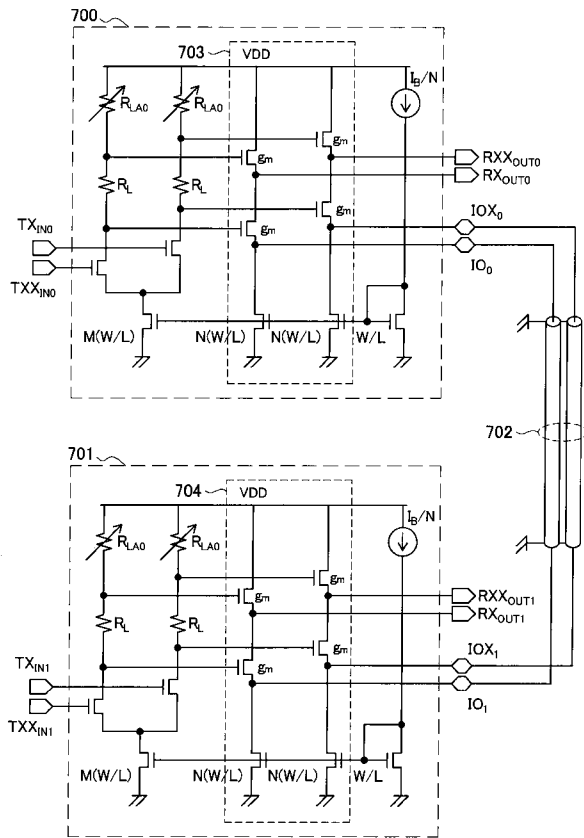 700
703
VDD
I_B/N
R_LA0
R_LA0
g_m
g_m
RXX_OUT0
RX_OUT0
R_L
R_L
g_m
g_m
TX_IN0
IOX_0
IO_0
TXX_IN0
M(W/L)
N(W/L)
N(W/L)
W/L
702
701
704
VDD
I_B/N
R_LA0
R_LA0
g_m
g_m
RXX_OUT1
RX_OUT1
R_L
R_L
g_m
g_m
TX_IN1
IOX_1
IO_1
TXX_IN1
M(W/L)
N(W/L)
N(W/L)
W/L